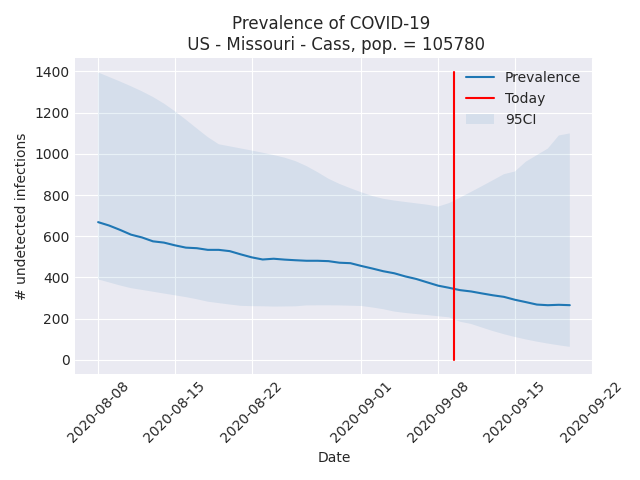 Prevalence of COVID-19
US - Missouri - Cass, pop. = 105780
Prevalence
Today
95CI
# undetected infections
1400
1200
1000
800
600
400
200
0
2020-08-08
2020-08-15
2020-08-22
2020-09-01
2020-09-08
2020-09-15
2020-09-22
Date